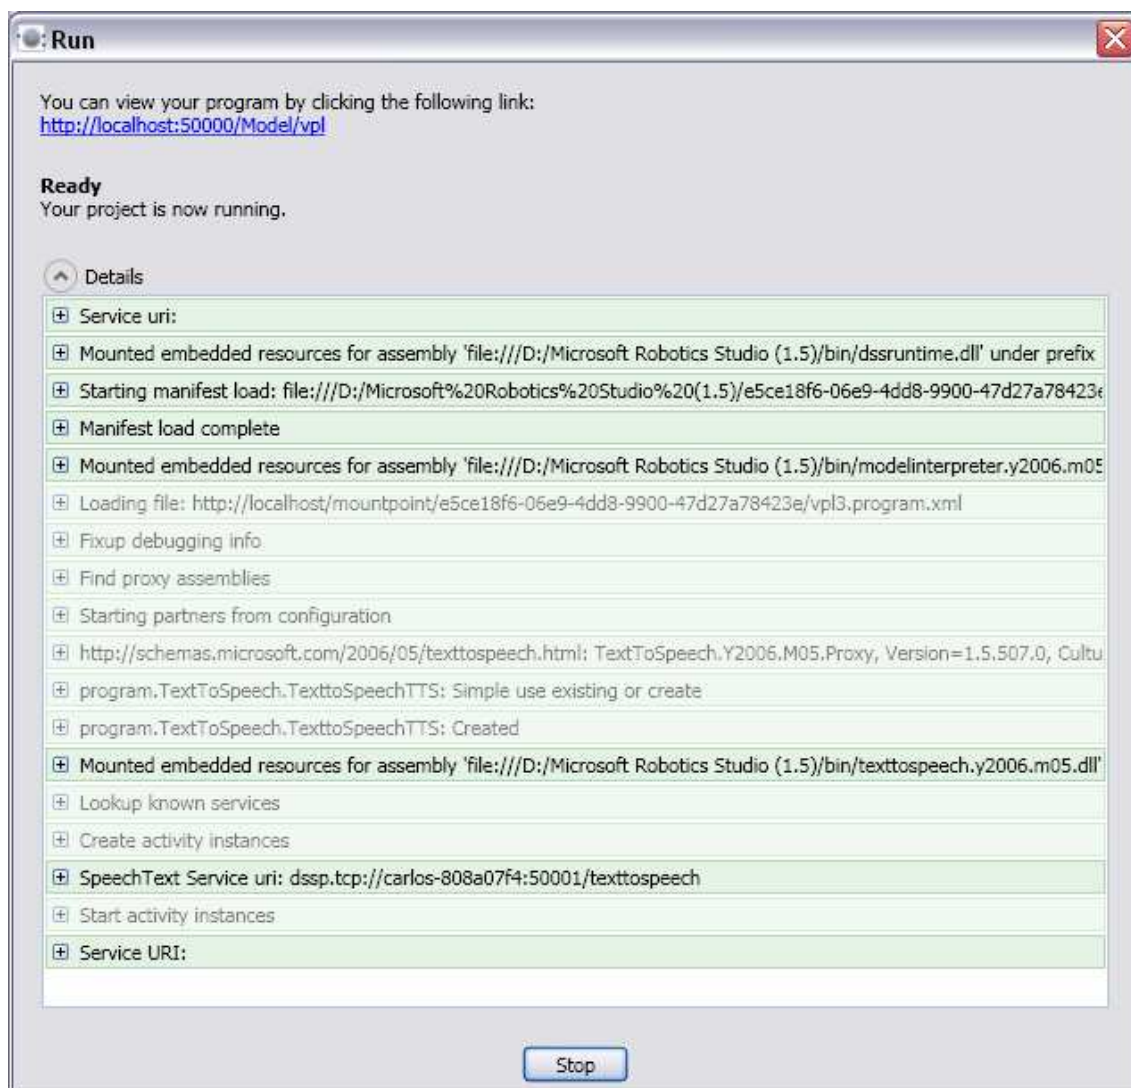 Run
You can view your program by clicking the following link:
http://localhost:50000/Model/vpl
Ready
Your project is now running.
Details
Service uri:
Mounted embedded resources for assembly 'file:///D:/Microsoft Robotics Studio (1.5)/bin/dssruntime.dll' under prefix
Starting manifest load: file:///D:/Microsoft%20Robotics%20Studio%20(1.5)/e5ce18f6-06e9-4dd8-9900-47d27a78423e
Manifest load complete
Mounted embedded resources for assembly 'file:///D:/Microsoft Robotics Studio (1.5)/bin/modelinterpreter.y2006.m05
Loading file: http://localhost/mountpoint/e5ce18f6-06e9-4dd8-9900-47d27a78423e/vpl3.program.xml
Fixup debugging info
Find proxy assemblies
Starting partners from configuration
http://schemas.microsoft.com/2006/05/texttospeech.html: TextToSpeech.Y2006.M05.Proxy, Version=1.5.507.0, Cultu
program.TextToSpeech.TexttoSpeechTTS: Simple use existing or create
program.TextToSpeech.TexttoSpeechTTS: Created
Mounted embedded resources for assembly 'file:///D:/Microsoft Robotics Studio (1.5)/bin/texttospeech.y2006.m05.dll'
Lookup known services
Create activity instances
SpeechText Service uri: dssp.tcp://carlos-808a07f4:50001/texttospeech
Start activity instances
Service URI:
Stop